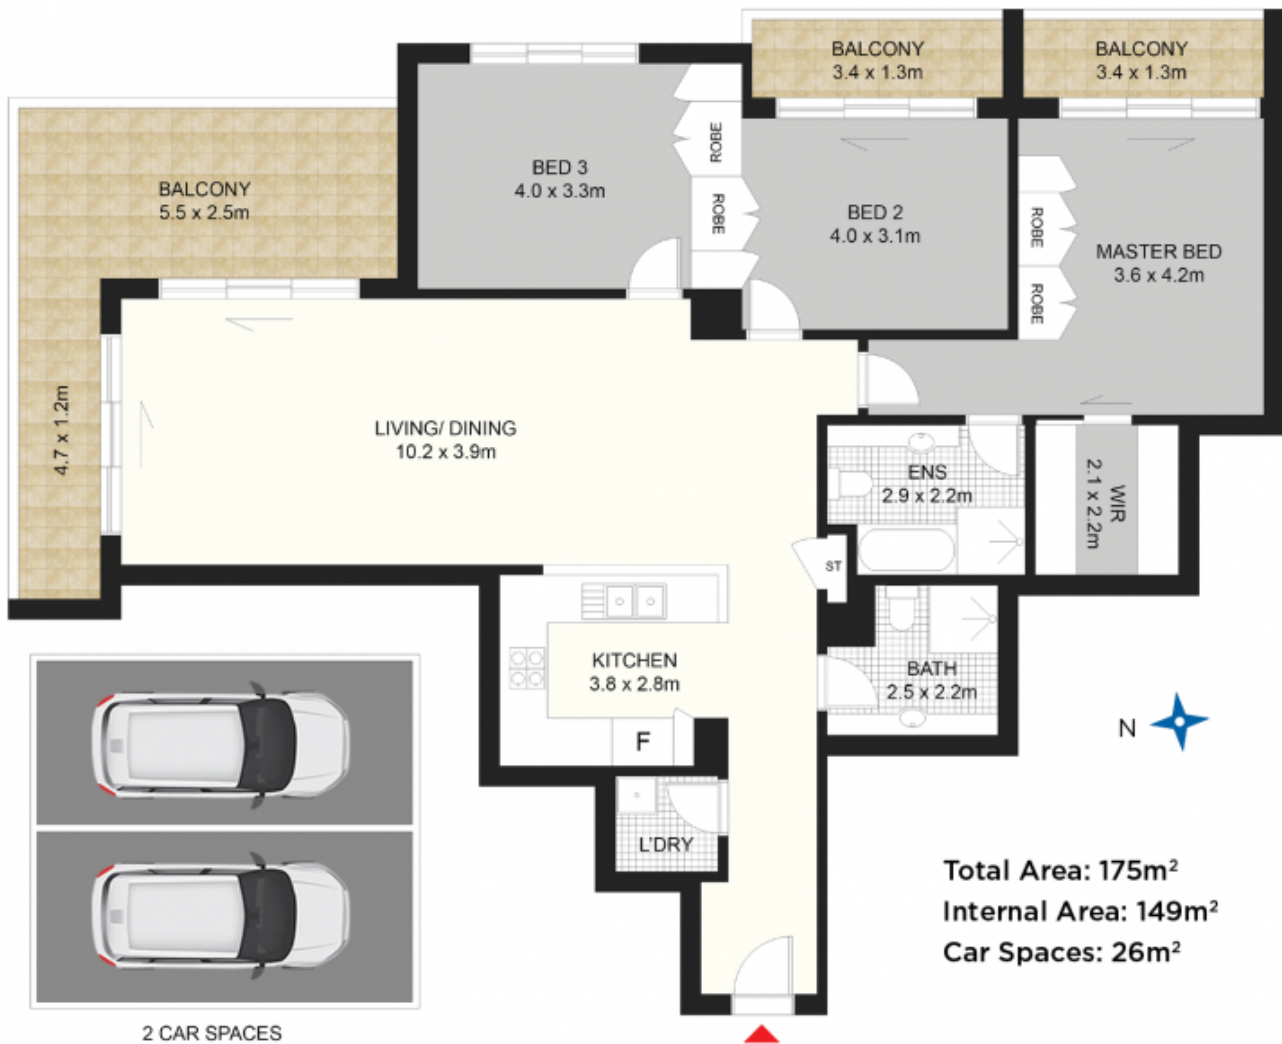 BALCONY
3.4 x 1.3m
BALCONY
3.4 x 1.3m
BED 3
4.0 x 3.3m
ROBE
ROBE
BALCONY
5.5 x 2.5m
BED 2
4.0 x 3.1m
ROBE
ROBE
MASTER BED
3.6 x 4.2m
4.7 x 1.2m
LIVING/ DINING
10.2 x 3.9m
ENS
2.9 x 2.2m
WIR
2.1 x 2.2m
ST
KITCHEN
3.8 x 2.8m
BATH
2.5 x 2.2m
F
N
L'DRY
Total Area: 175m²
Internal Area: 149m²
Car Spaces: 26m²
2 CAR SPACES